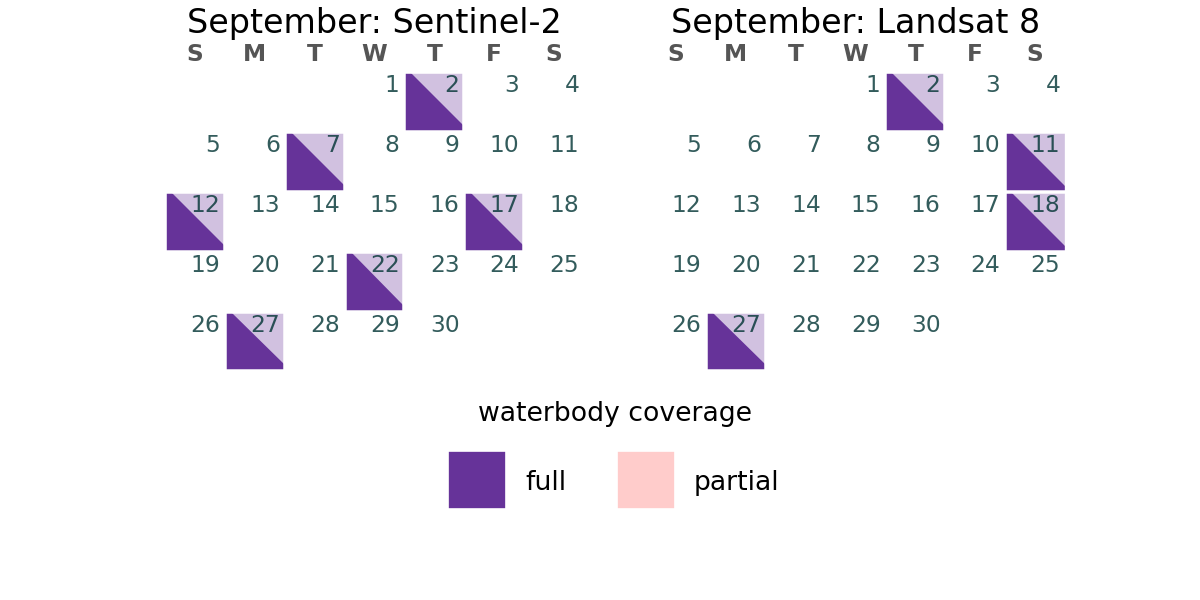 September: Sentinel-2
S M T W T F S
1 2 3 4
5 6 7 8 9 10 11
12 13 14 15 16 17 18
19 20 21 22 23 24 25
26 27 28 29 30
September: Landsat 8
S M T W T F S
1 2 3 4
5 6 7 8 9 10 11
12 13 14 15 16 17 18
19 20 21 22 23 24 25
26 27 28 29 30
waterbody coverage
full partial